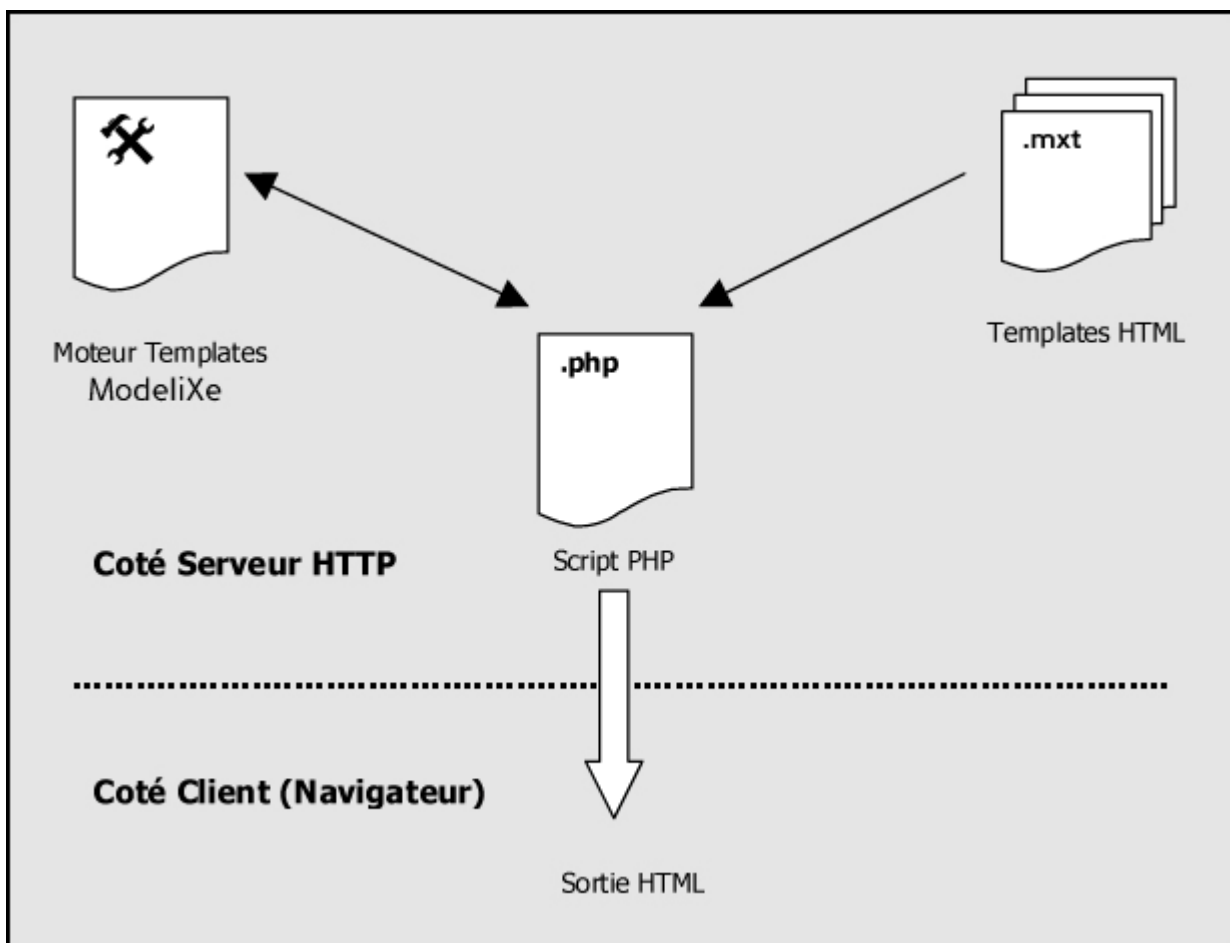 .mxt
Templates HTML
Moteur Templates
ModeliXe
.php
Script PHP
Coté Serveur HTTP
Coté Client (Navigateur)
Sortie HTML